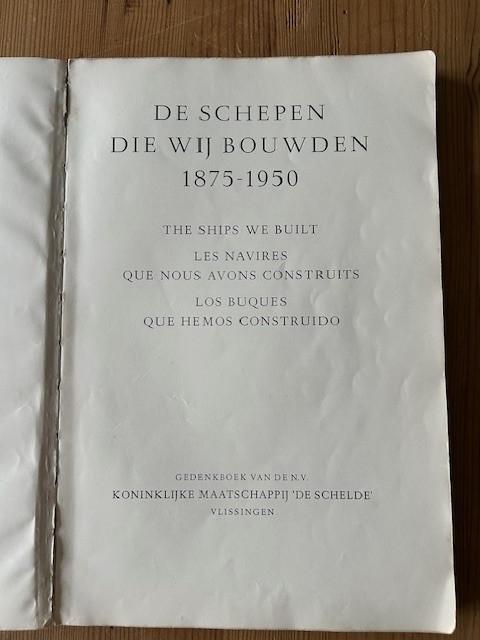 DE SCHEPEN
DIE WIJ BOUWDEN
1875-1950
THE SHIPS WE BUILT
LES NAVIRES
QUE NOUS AVONS CONSTRUITS
LOS BUQUES
QUE HEMOS CONSTRUIDO
GEDENKBOEK VAN DE N.V.
KONINKLIJKE MAATSCHAPPIJ 'DE SCHELDE'
VLISSINGEN